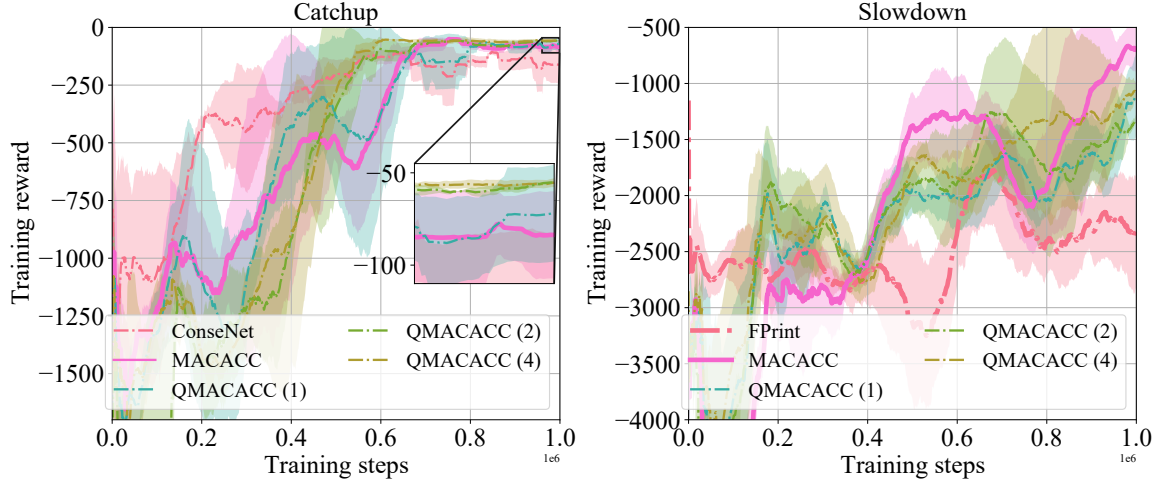 Catchup
0
−250
−500
−750
−1000
−1250
−1500
Training reward
−50
−100
ConseNet
MACACC
QMACACC (1)
QMACACC (2)
QMACACC (4)
0.0 0.2 0.4 0.6 0.8 1.0
1e6
Training steps
Slowdown
−500
−1000
−1500
−2000
−2500
−3000
−3500
−4000
Training reward
FPrint
MACACC
QMACACC (1)
QMACACC (2)
QMACACC (4)
0.0 0.2 0.4 0.6 0.8 1.0
1e6
Training steps